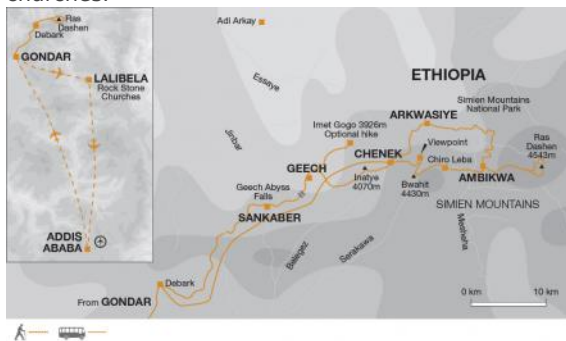 churches.
Ras
Dashen
Debark
GONDAR
LALIBELA
Rock Stone
Churches
ADDIS
ABABA
Adi Arkay
Essaye
Jinbar
ETHIOPIA
Simien Mountains
National Park
ARKWASIYE
Imet Gogo 3926m
Optional hike
Viewpoint
CHENEK
Chiro Leba
Ras
Dashen
4543m
GEECH
Inatye
4070m
Bwahit
4430m
AMBIKWA
Geech Abyss
Falls
SANKABER
SIMIEN MOUNTAINS
Meshaha
Serakawa
Belegez
Debark
From GONDAR
0 km
10 km